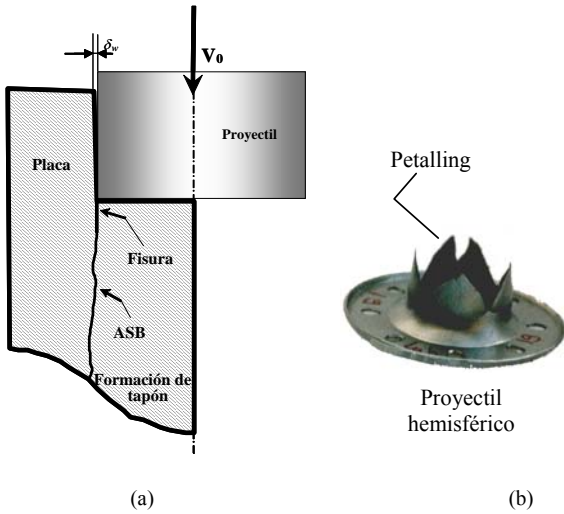 δw
V₀
Proyectil
Placa
Fisura
ASB
Formación de
tapón
(a)
Petalling
Proyectil
hemisférico
(b)